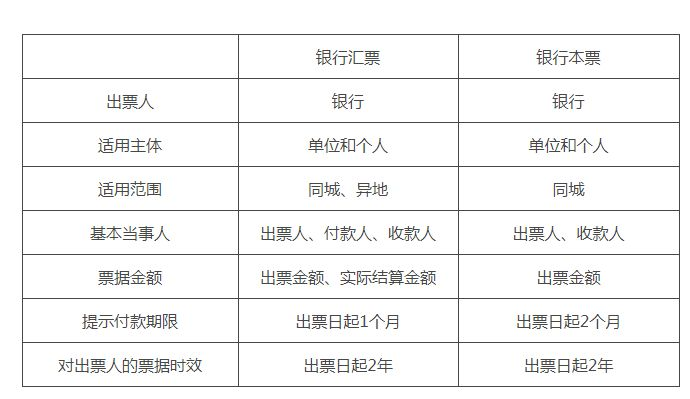 银行汇票 银行本票
出票人 银行 银行
适用主体 单位和个人 单位和个人
适用范围 同城、异地 同城
基本当事人 出票人、付款人、收款人 出票人、收款人
票据金额 出票金额、实际结算金额 出票金额
提示付款期限 出票日起1个月 出票日起2个月
对出票人的票据时效 出票日起2年 出票日起2年